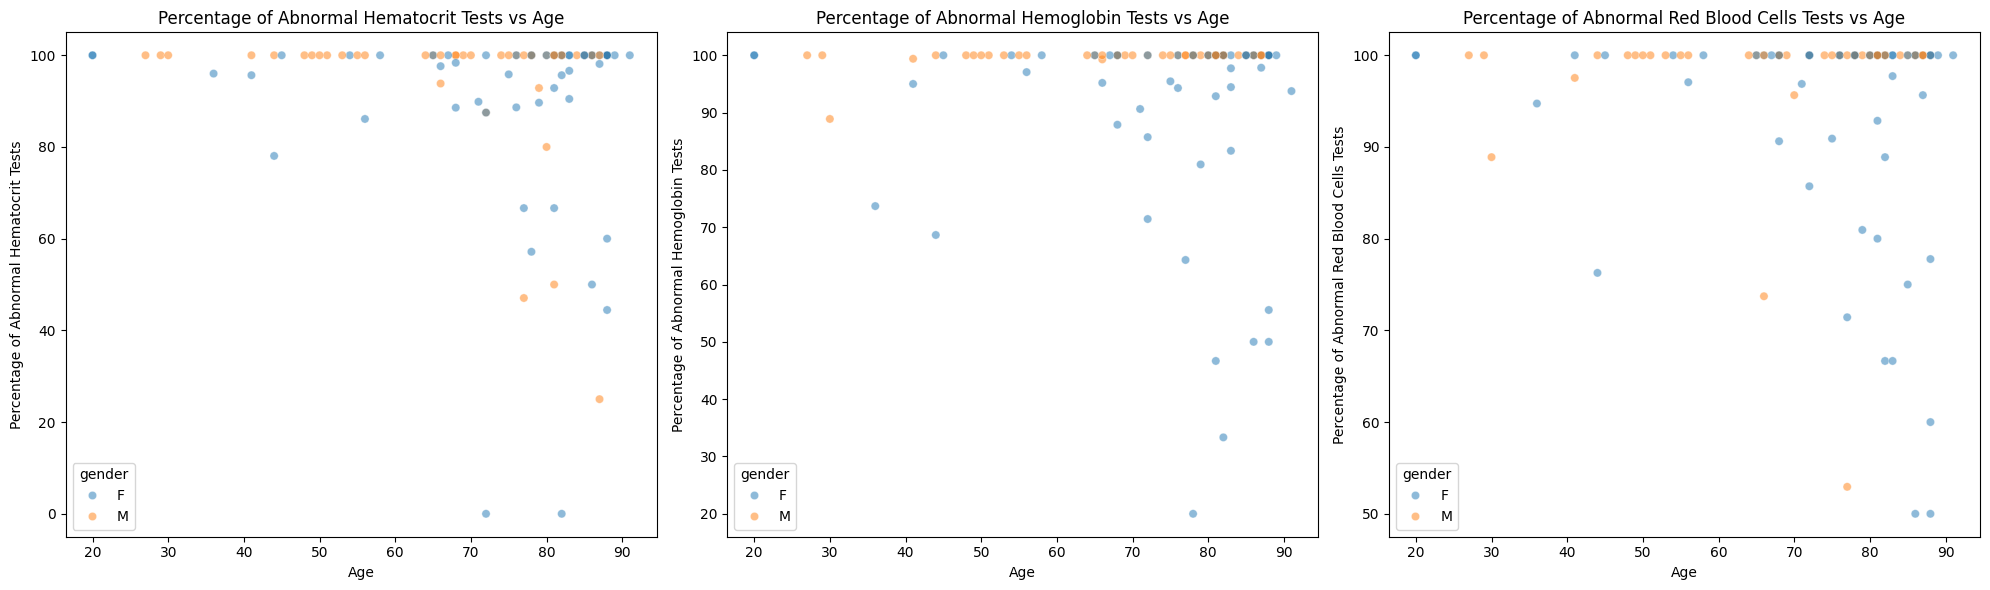 Percentage of Abnormal Hematocrit Tests vs Age
Percentage of Abnormal Hematocrit Tests
100
80
60
40
20
0
20 30 40 50 60 70 80 90
Age
gender
F
M
Percentage of Abnormal Hemoglobin Tests vs Age
Percentage of Abnormal Hemoglobin Tests
100
90
80
70
60
50
40
30
20
20 30 40 50 60 70 80 90
Age
gender
F
M
Percentage of Abnormal Red Blood Cells Tests vs Age
Percentage of Abnormal Red Blood Cells Tests
100
90
80
70
60
50
20 30 40 50 60 70 80 90
Age
gender
F
M